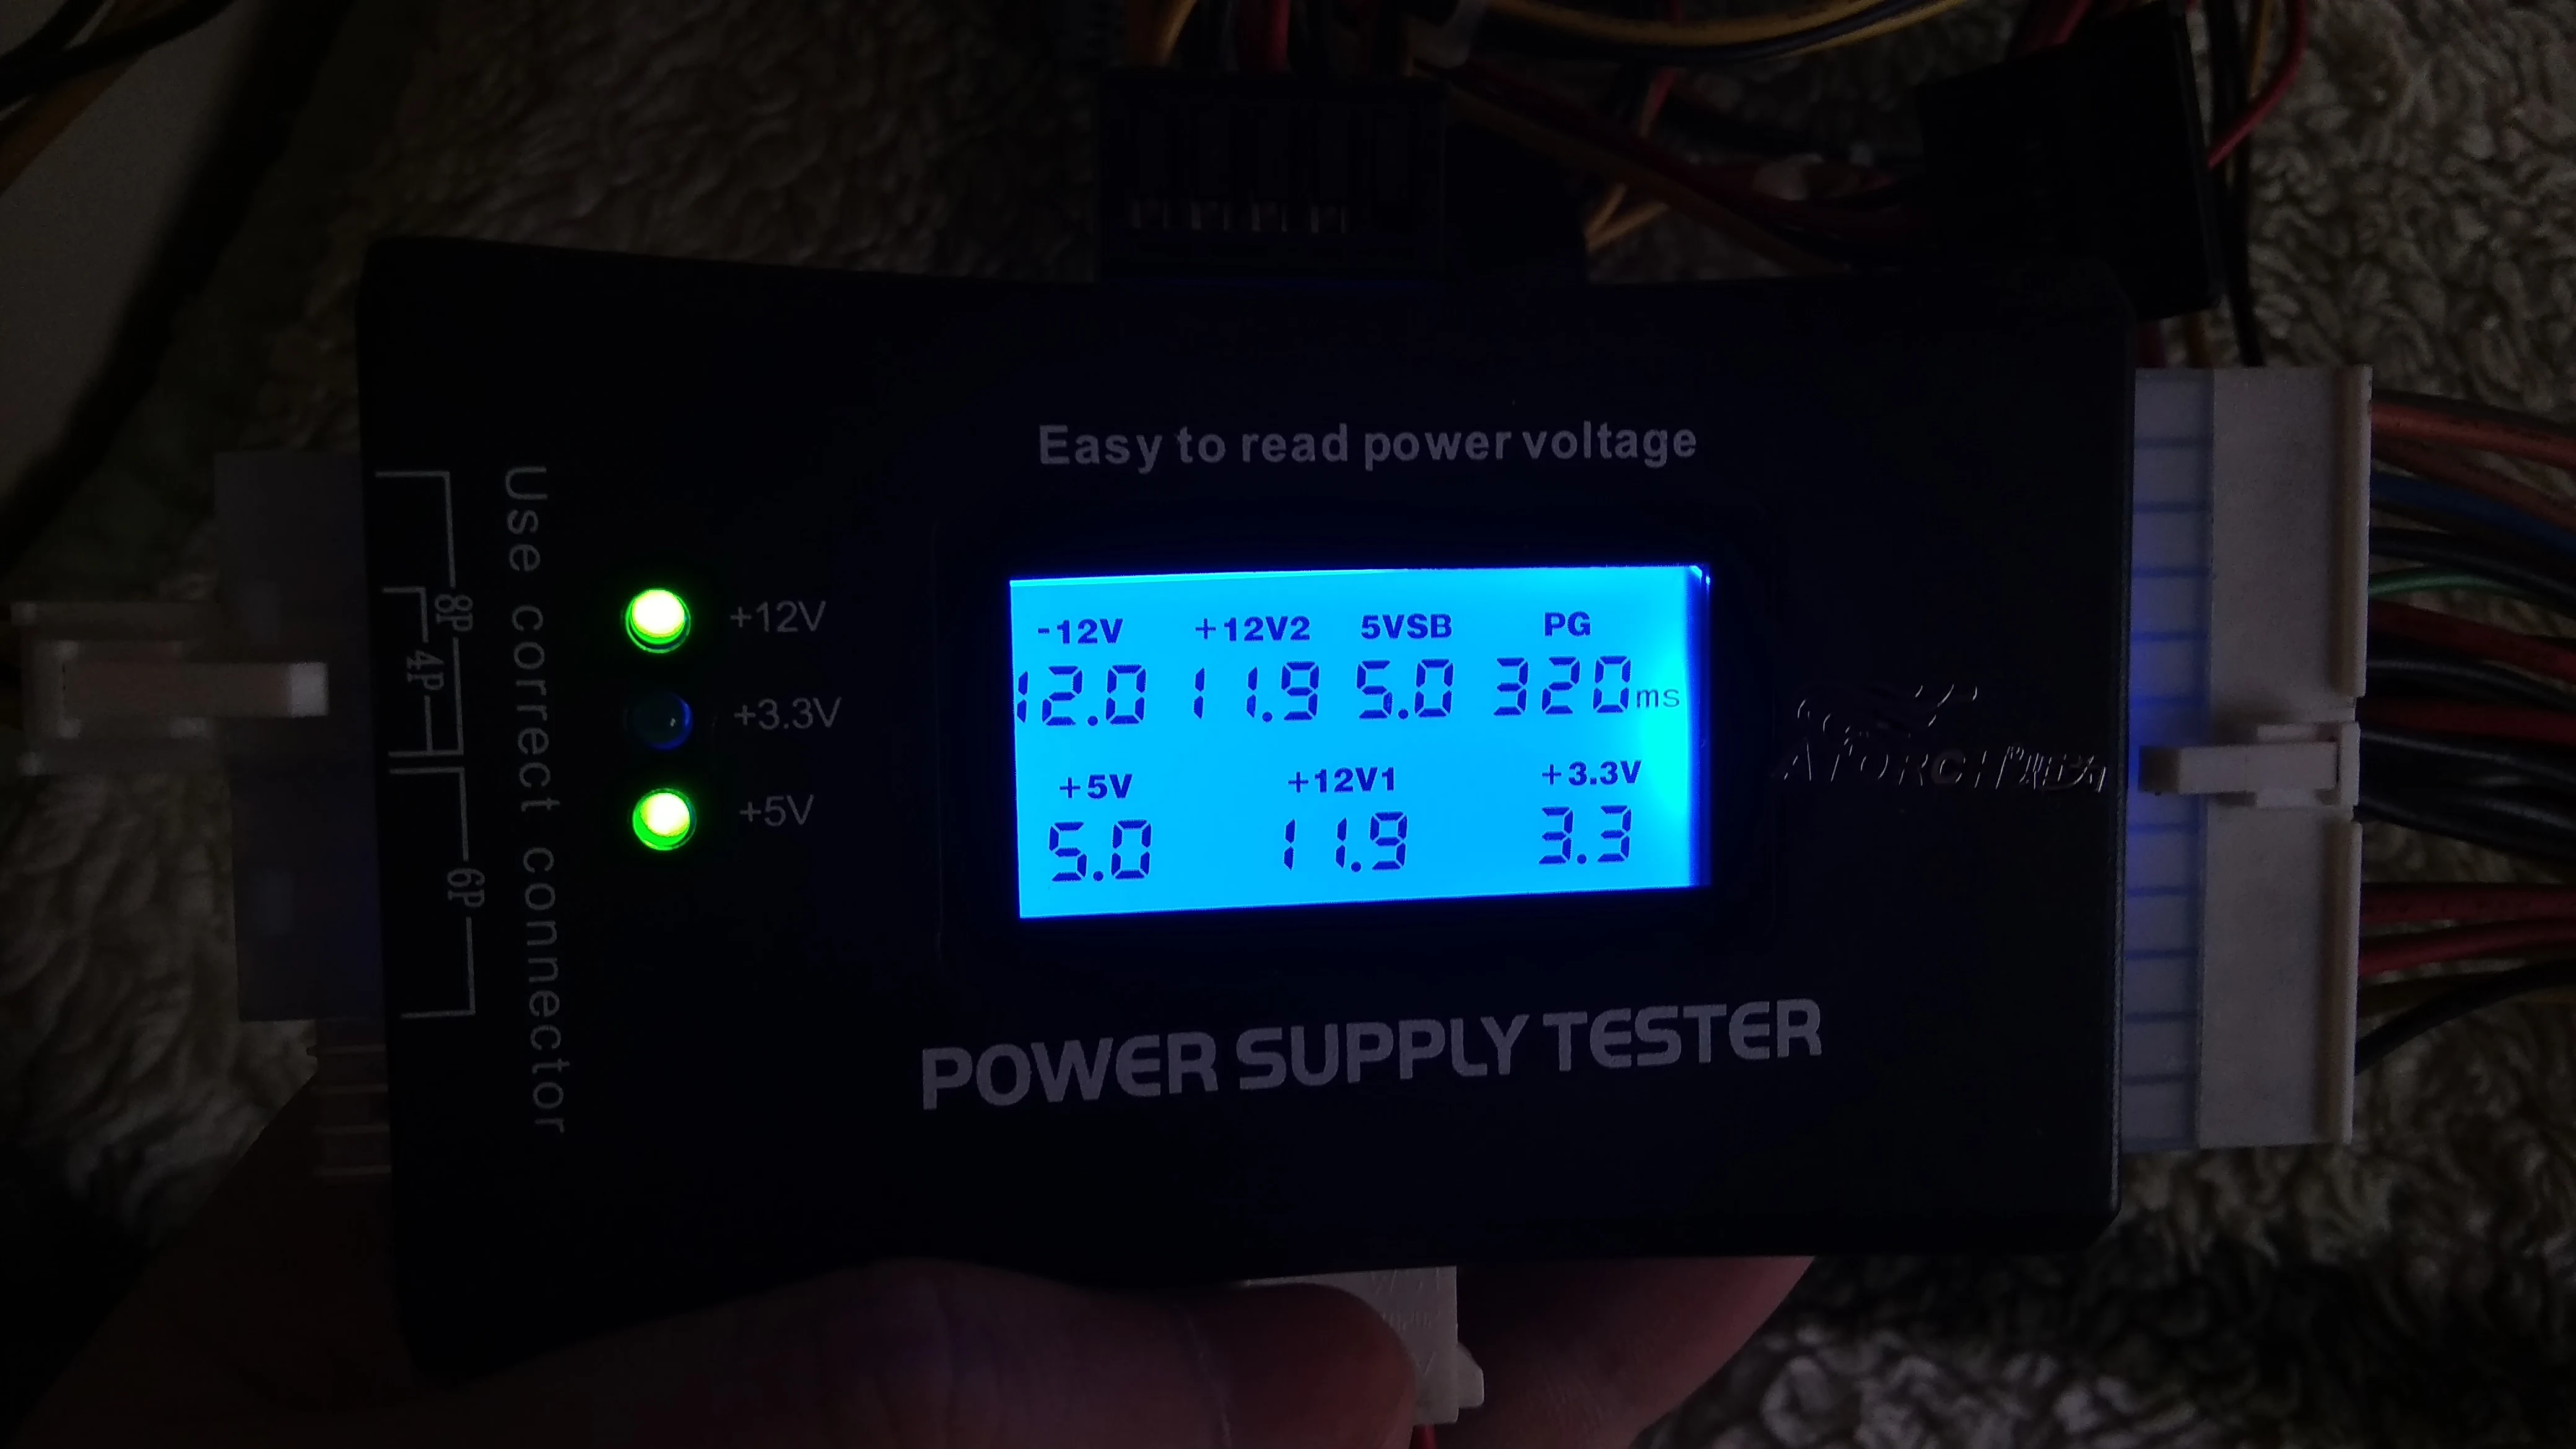 Easy to read power voltage
Use correct connector
8P
4P
6P
+12V
+3.3V
+5V
-12V +12V2 5VSB PG
12.0 11.9 5.0 320ms
+5V +12V1 +3.3V
5.0 11.9 3.3
ATORCH
POWER SUPPLY TESTER